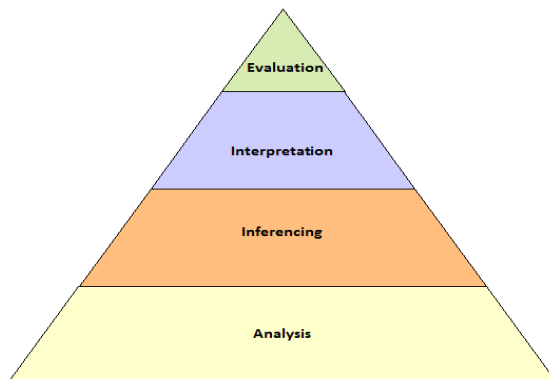 Evaluation
Interpretation
Inferencing
Analysis